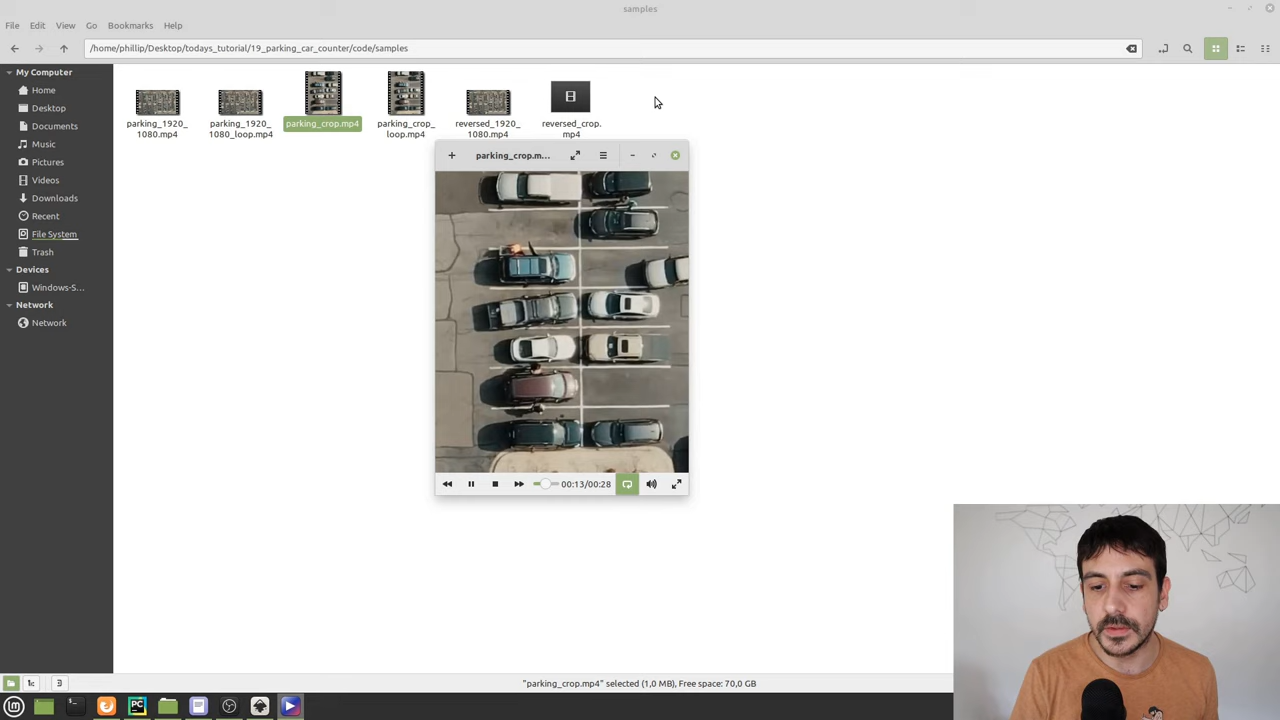 samples
File Edit View Go Bookmarks Help
/home/phillip/Desktop/todays_tutorial/19_parking_car_counter/code/samples
My Computer
Home
Desktop
Documents
Music
Pictures
Videos
Downloads
Recent
File System
Trash
Devices
Windows-S...
Network
Network
parking_1920_
1080.mp4
parking_1920_
1080_loop.mp4
parking_crop.mp4
parking_crop_
loop.mp4
reversed_1920_
1080.mp4
reversed_crop.
mp4
parking_crop.m...
00:13/00:28
"parking_crop.mp4" selected (1,0 MB), Free space: 70,0 GB
PC